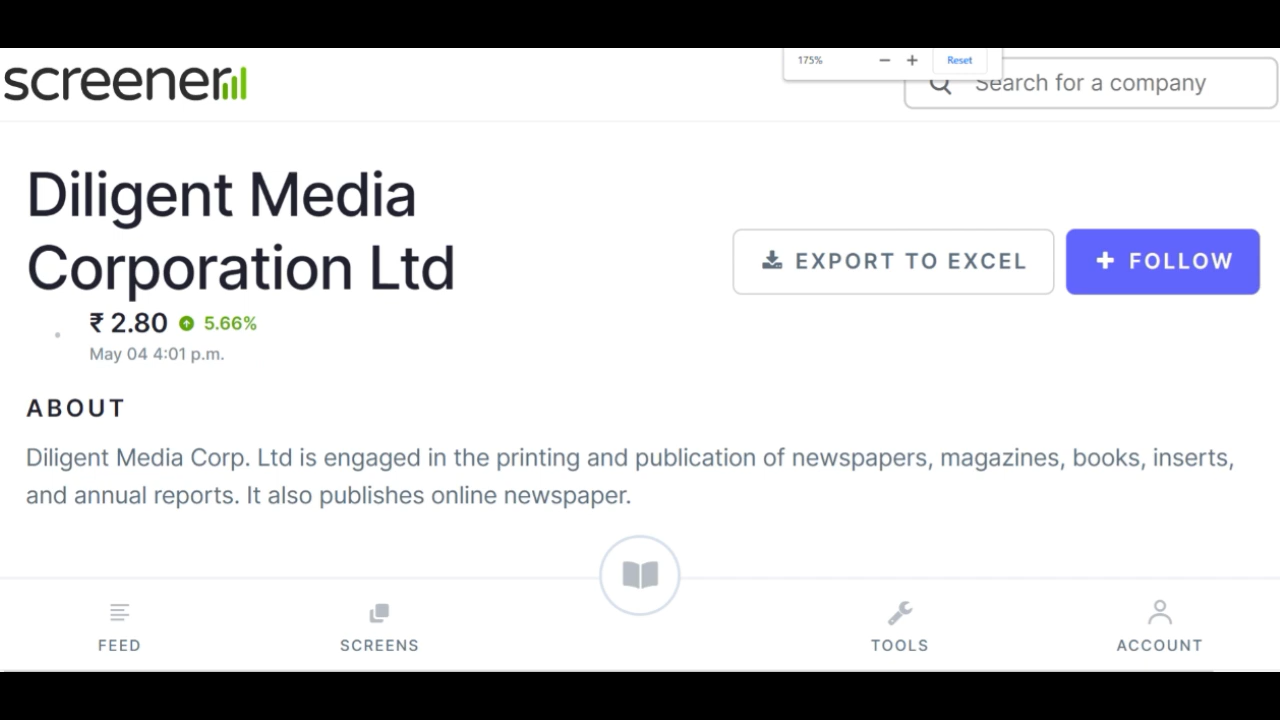 175% − + Reset
screener
Search for a company
Diligent Media
Corporation Ltd
EXPORT TO EXCEL
+ FOLLOW
₹ 2.80 5.66%
May 04 4:01 p.m.
ABOUT
Diligent Media Corp. Ltd is engaged in the printing and publication of newspapers, magazines, books, inserts,
and annual reports. It also publishes online newspaper.
FEED
SCREENS
TOOLS
ACCOUNT